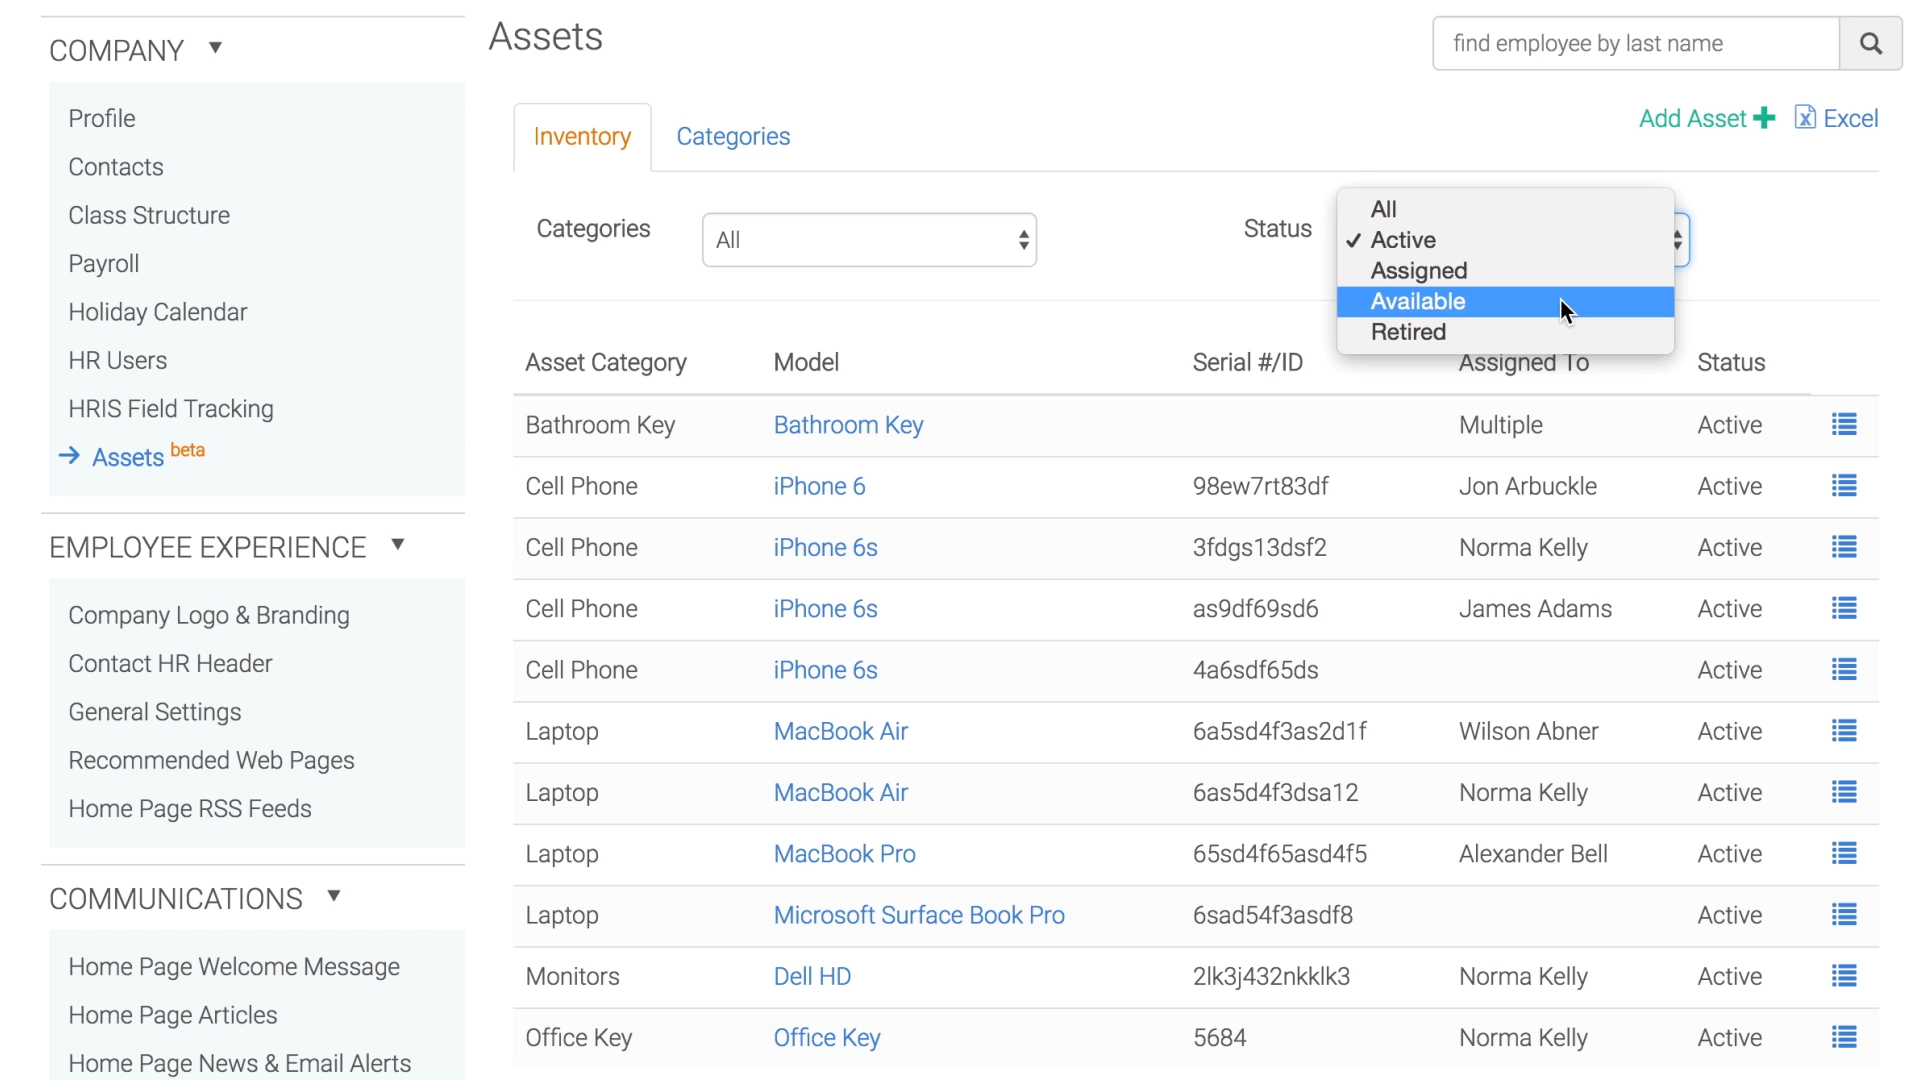 COMPANY
Profile
Contacts
Class Structure
Payroll
Holiday Calendar
HR Users
HRIS Field Tracking
Assets beta
EMPLOYEE EXPERIENCE
Company Logo & Branding
Contact HR Header
General Settings
Recommended Web Pages
Home Page RSS Feeds
COMMUNICATIONS
Home Page Welcome Message
Home Page Articles
Home Page News & Email Alerts
Assets
find employee by last name
Inventory Categories
Add Asset Excel
Categories All Status
All
Active
Assigned
Available
Retired
Asset Category Model Serial #/ID Assigned To Status
Bathroom Key Bathroom Key Multiple Active
Cell Phone iPhone 6 98ew7rt83df Jon Arbuckle Active
Cell Phone iPhone 6s 3fdgs13dsf2 Norma Kelly Active
Cell Phone iPhone 6s as9df69sd6 James Adams Active
Cell Phone iPhone 6s 4a6sdf65ds Active
Laptop MacBook Air 6a5sd4f3as2d1f Wilson Abner Active
Laptop MacBook Air 6as5d4f3dsa12 Norma Kelly Active
Laptop MacBook Pro 65sd4f65asd4f5 Alexander Bell Active
Laptop Microsoft Surface Book Pro 6sad54f3asdf8 Active
Monitors Dell HD 2lk3j432nkklk3 Norma Kelly Active
Office Key Office Key 5684 Norma Kelly Active